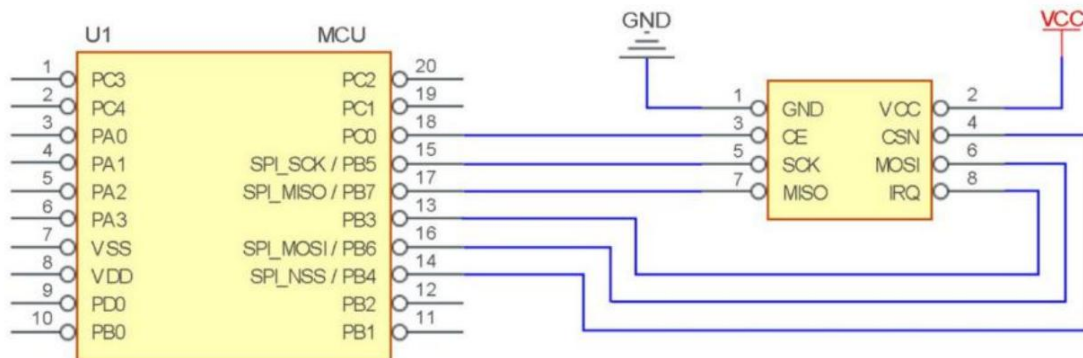 U1 MCU
1 PC3 PC2 20
2 PC4 PC1 19
3 PA0 PC0 18
4 PA1 SPI_SCK / PB5 15
5 PA2 SPI_MISO / PB7 17
6 PA3 PB3 13
7 VSS SPI_MOSI / PB6 16
8 VDD SPI_NSS / PB4 14
9 PD0 PB2 12
10 PB0 PB1 11
GND
VCC
1 GND VCC 2
3 CE CSN 4
5 SCK MOSI 6
7 MISO IRQ 8